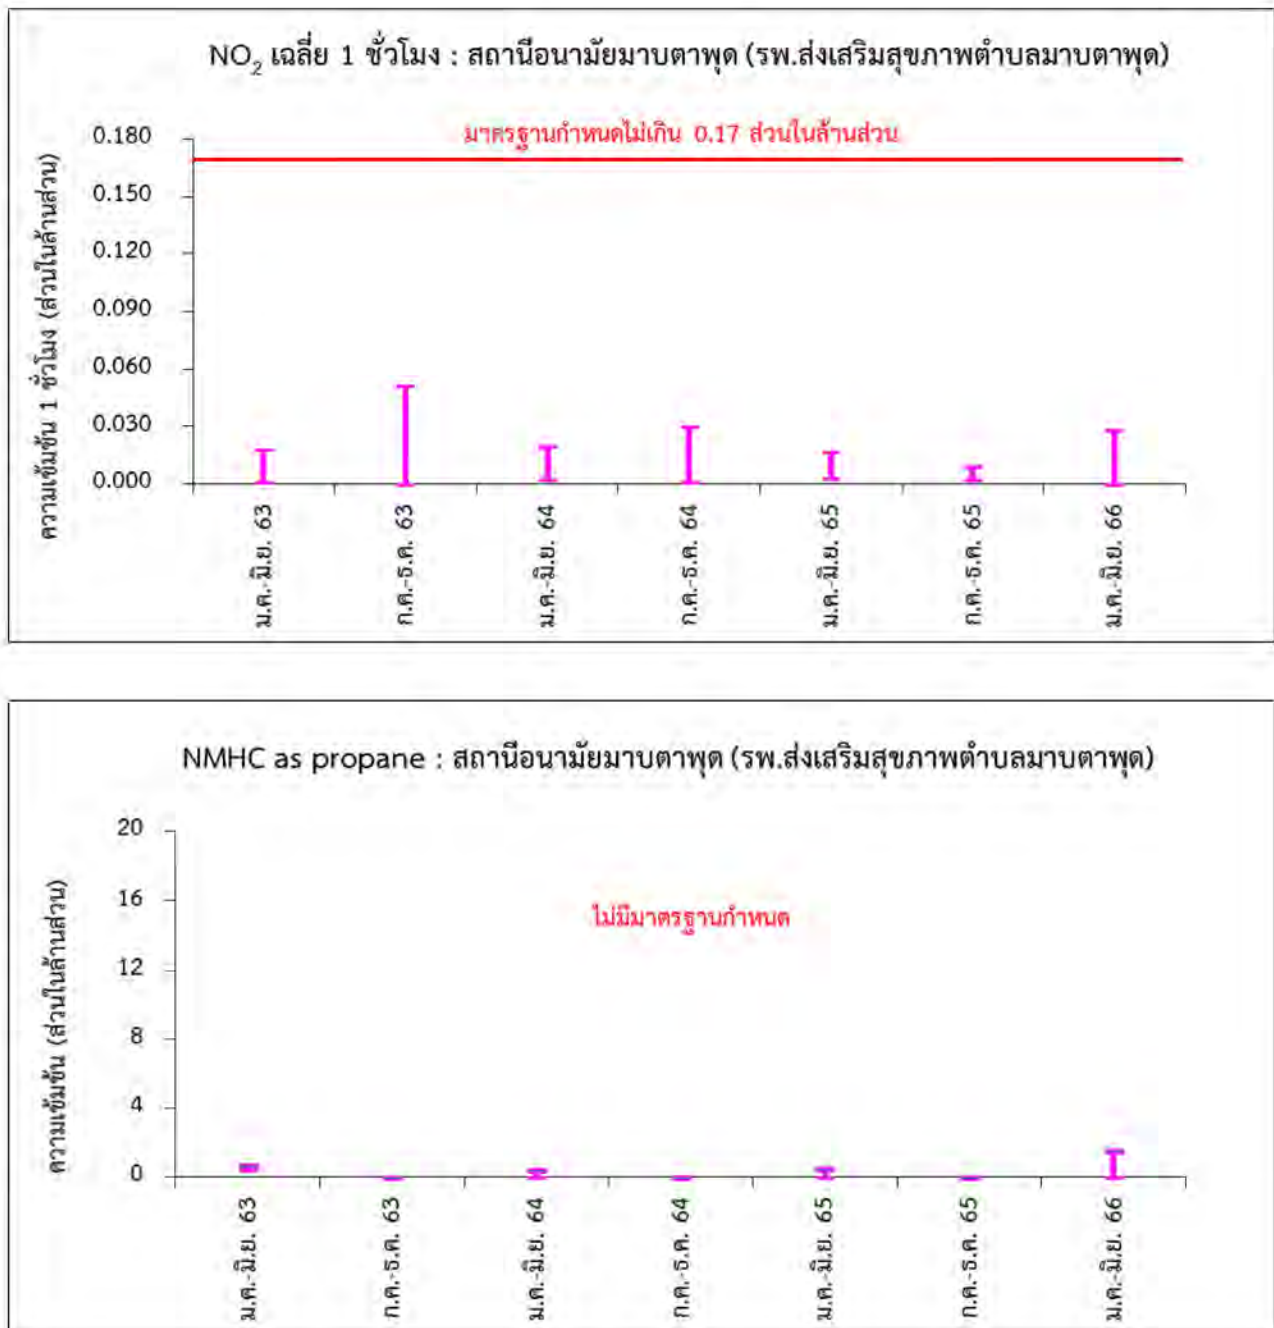 NO2 เฉลี่ย 1 ชั่วโมง : สถานีอนามัยมาบตาพุด (รพ.ส่งเสริมสุขภาพตำบลมาบตาพุด)
มาตรฐานกำหนดไม่เกิน 0.17 ส่วนในล้านส่วน
ความเข้มข้น 1 ชั่วโมง (ส่วนในล้านส่วน)
0.180
0.150
0.120
0.090
0.060
0.030
0.000
ม.ค.-มิ.ย. 63
ก.ค.-ธ.ค. 63
ม.ค.-มิ.ย. 64
ก.ค.-ธ.ค. 64
ม.ค.-มิ.ย. 65
ก.ค.-ธ.ค. 65
ม.ค.-มิ.ย. 66
NMHC as propane : สถานีอนามัยมาบตาพุด (รพ.ส่งเสริมสุขภาพตำบลมาบตาพุด)
ไม่มีมาตรฐานกำหนด
ความเข้มข้น (ส่วนในล้านส่วน)
20
16
12
8
4
0
ม.ค.-มิ.ย. 63
ก.ค.-ธ.ค. 63
ม.ค.-มิ.ย. 64
ก.ค.-ธ.ค. 64
ม.ค.-มิ.ย. 65
ก.ค.-ธ.ค. 65
ม.ค.-มิ.ย. 66